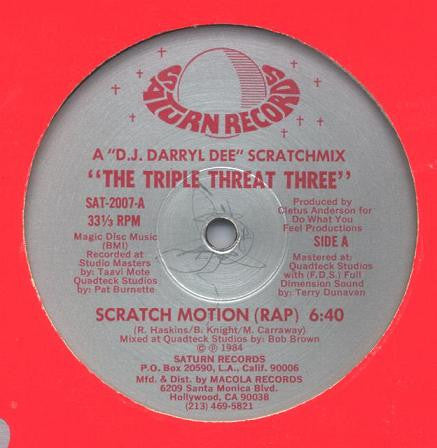 SATURN RECORDS
A "D.J. DARRYL DEE" SCRATCHMIX
"THE TRIPLE THREAT THREE"
SAT-2007-A
33⅓ RPM
Magic Disc Music
(BMI)
Recorded at
Studio Masters
by: Taavi Mote
Quadteck Studios
by: Pat Burnette
Produced by
Cletus Anderson for
Do What You
Feel Productions
SIDE A
Mastered at:
Quadteck Studios
with (F.D.S.) Full
Dimension Sound
by: Terry Dunavan
SCRATCH MOTION (RAP) 6:40
(R. Haskins/B. Knight/M. Carraway)
Mixed at Quadteck Studios by: Bob Brown
© ℗ 1984
SATURN RECORDS
P.O. Box 20590, L.A., Calif. 90006
Mfd. & Dist. by MACOLA RECORDS
6209 Santa Monica Blvd.
Hollywood, CA 90038
(213) 469-5821